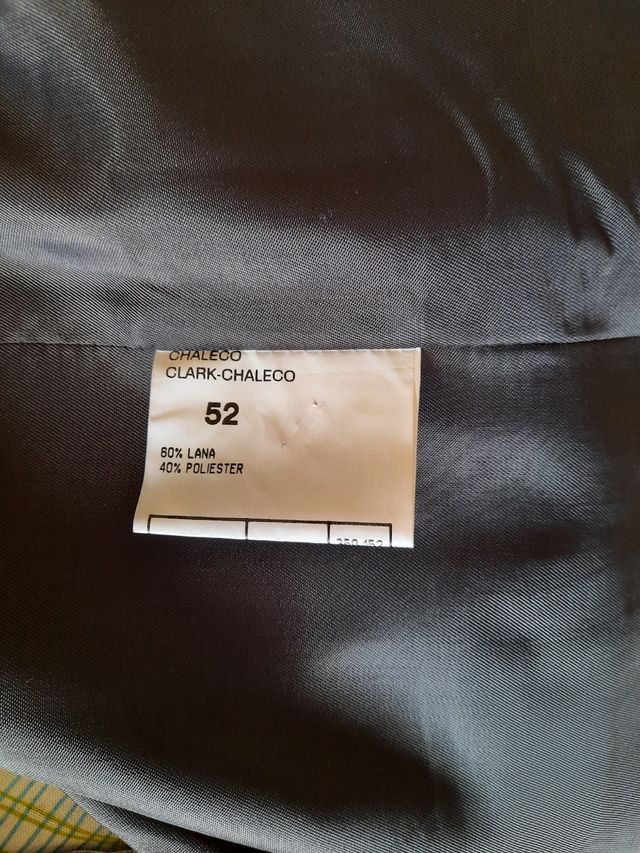 CHALECO
CLARK-CHALECO
52
60% LANA
40% POLIESTER